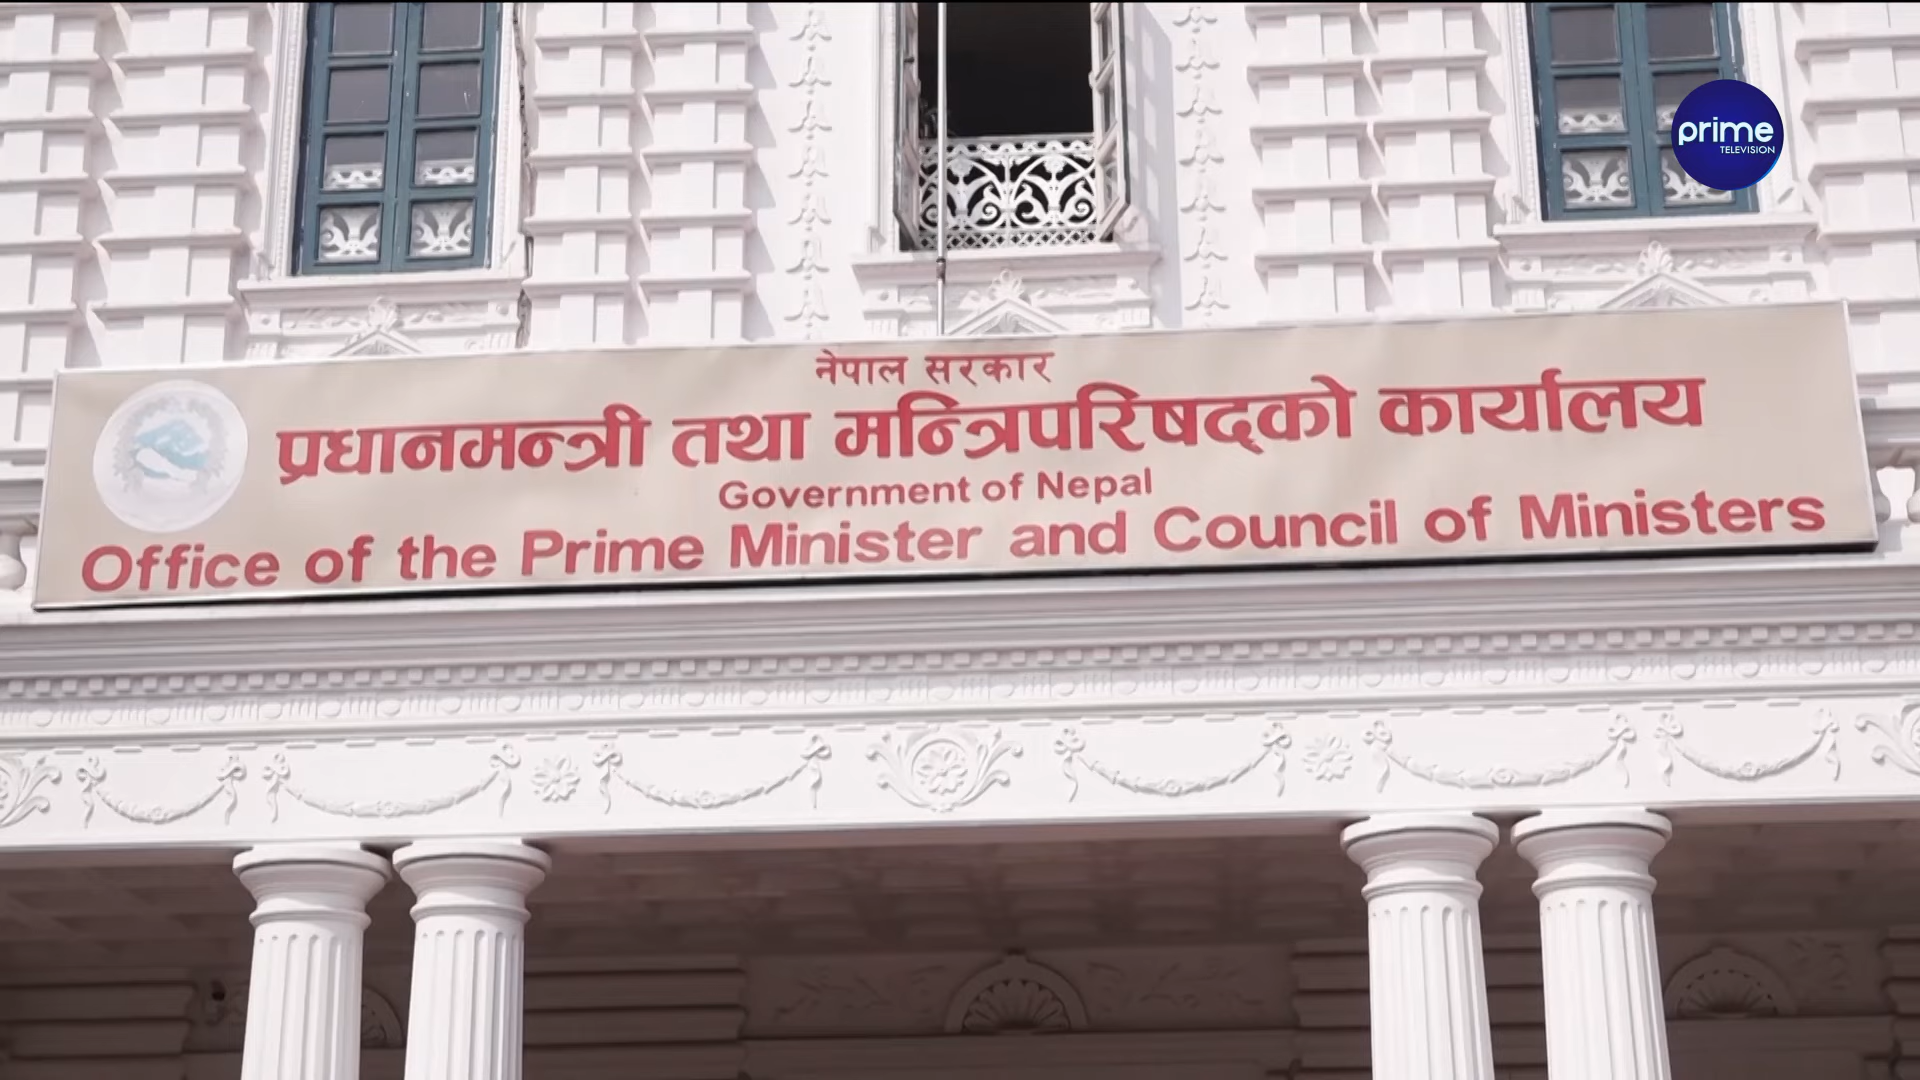 prime
TELEVISION
नेपाल सरकार
प्रधानमन्त्री तथा मन्त्रिपरिषद्को कार्यालय
Government of Nepal
Office of the Prime Minister and Council of Ministers